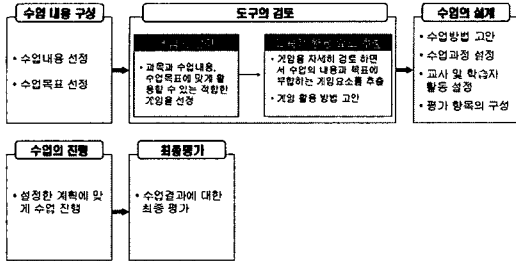 수업 내용 구성
• 수업내용 선정
• 수업목표 선정
도구의 검토
• 과목과 수업내용,
수업목표에 맞게 활
용할 수 있는 적합한
게임을 선정
• 게임을 자세히 검토 하면
서 수업의 내용과 목표에
부합하는 게임요소를 추출
• 게임 활용 방법 고안
수업의 설계
• 수업방법 고안
• 수업과정 설정
• 교사 및 학습자
활동 설정
• 평가 항목의 구성
수업의 진행
• 설정한 계획에 맞
게 수업 진행
최종평가
• 수업결과에 대한
최종 평가